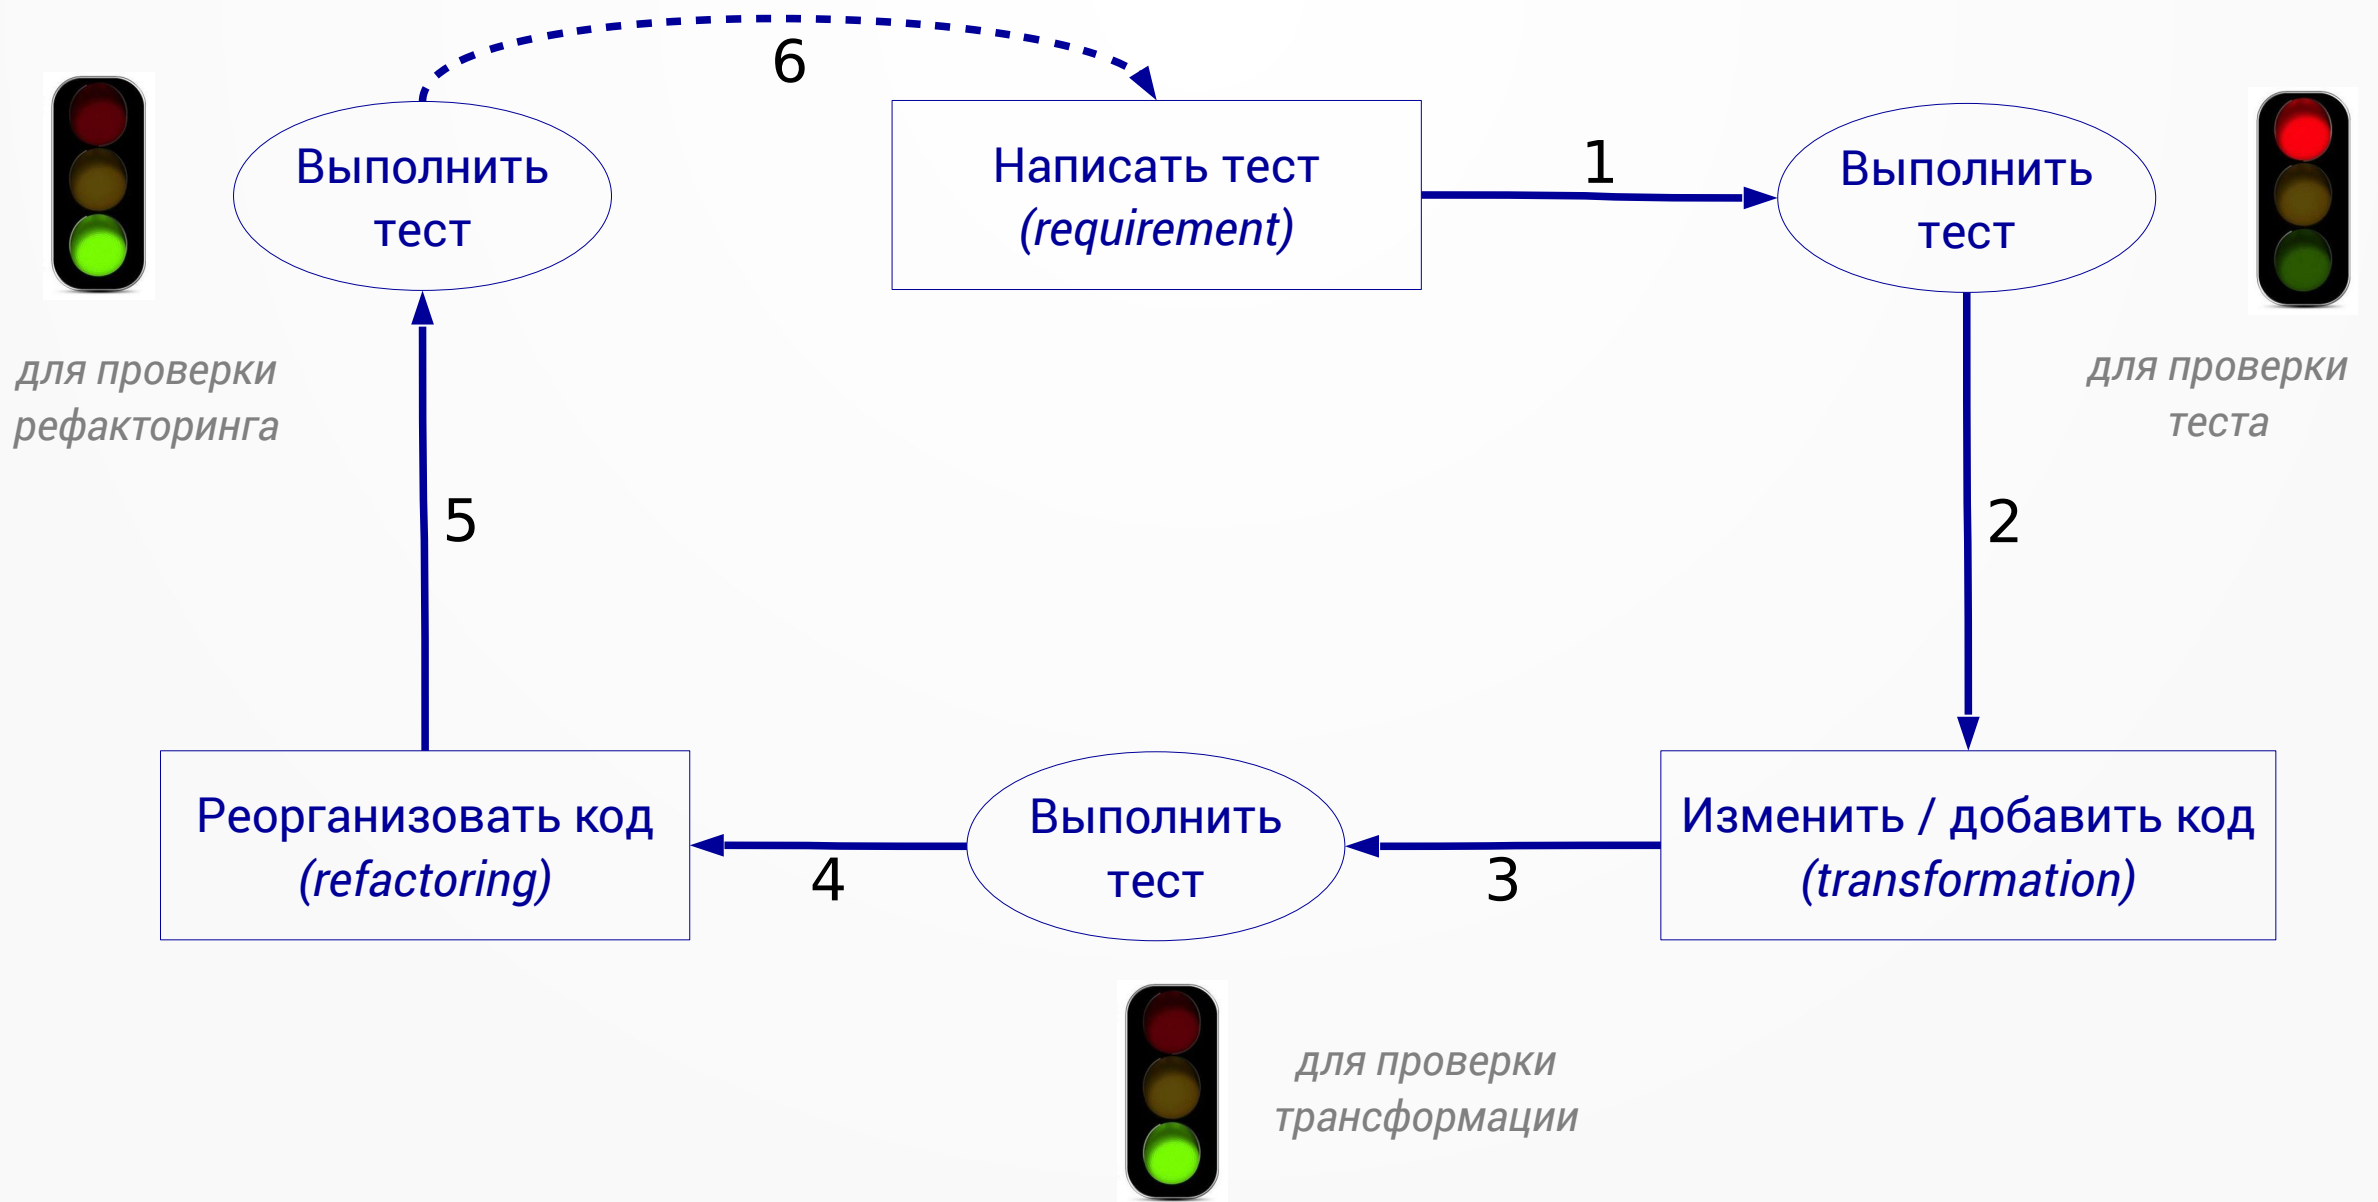 6
Выполнить
тест
Написать тест
(requirement)
1
Выполнить
тест
для проверки
рефакторинга
для проверки
теста
5
2
Реорганизовать код
(refactoring)
4
Выполнить
тест
3
Изменить / добавить код
(transformation)
для проверки
трансформации